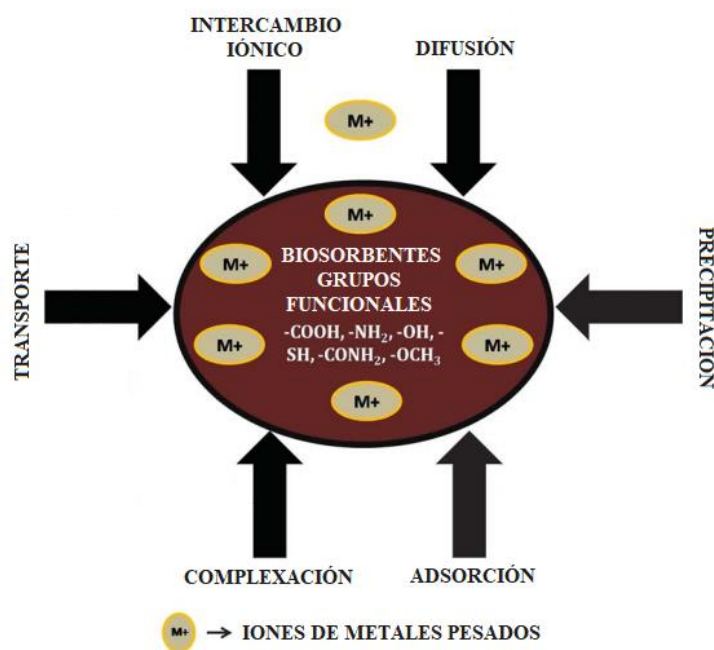 INTERCAMBIO
IÓNICO
DIFUSIÓN
M+
M+
M+
M+
BIOSORBENTES
GRUPOS
FUNCIONALES
-COOH, -NH₂, -OH, -
SH, -CONH₂, -OCH₃
TRANSPORTE
PRECIPITACION
M+
M+
M+
COMPLEXACIÓN
ADSORCIÓN
M+ → IONES DE METALES PESADOS